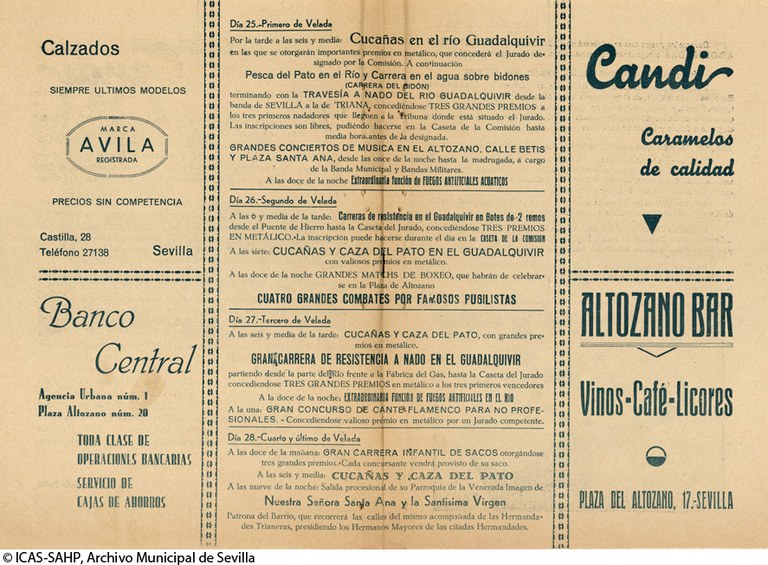 Calzados
SIEMPRE ULTIMOS MODELOS
MARCA
AVILA
REGISTRADA
PRECIOS SIN COMPETENCIA
Castilla, 28
Teléfono 27138 Sevilla
Banco
Central
Agencia Urbana núm. 1
Plaza Altozano núm. 20
TODA CLASE DE
OPERACIONES BANCARIAS
SERVICIO DE
CAJAS DE AHORROS
Día 25.-Primero de Velada
Por la tarde a las seis y media: Cucañas en el río Guadalquivir
en las que se otorgarán importantes premios en metálico, que concederá el Jurado de-
signado por la Comisión. A continuación
Pesca del Pato en el Río y Carrera en el agua sobre bidones
(CARRERA DEL BIDÓN)
terminando con la TRAVESÍA A NADO DEL RIO GUADALQUIVIR desde la
banda de SEVILLA a la de TRIANA, concediéndose TRES GRANDES PREMIOS a
los tres primeros nadadores que lleguen a la Tribuna dónde está situado el Jurado.
Las inscripciones son libres, pudiendo hacerse en la Caseta de la Comisión hasta
media hora antes de la designada.
GRANDES CONCIERTOS DE MUSICA EN EL ALTOZANO, CALLE BETIS
Y PLAZA SANTA ANA, desde las once de la noche hasta la madrugada, a cargo
de la Banda Municipal y Bandas Militares.
A las doce de la noche Extraordinaria función de FUEGOS ARTIFICIALES ACUATICOS
Día 26.-Segundo de Velada
A las 6 y media de la tarde: Carreras de resistencia en el Guadalquivir en Botes de 2 remos
desde el Puente de Hierro hasta la Caseta del Jurado, concediéndose TRES PREMIOS
EN METÁLICO.-La inscripción puede hacerse durante el día en la CASETA DE LA COMISION
A las siete: CUCAÑAS Y CAZA DEL PATO EN EL GUADALQUIVIR
con valiosos premios en metálico.
A las doce de la noche GRANDES MATCHS DE BOXEO, que habrán de celebrar-
se en la Plaza de Altozano
CUATRO GRANDES COMBATES POR FAMOSOS PUGILISTAS
Día 27.-Tercero de Velada
A las seis y media de la tarde: CUCAÑAS Y CAZA DEL PATO, con grandes pre-
mios en metálico.
GRAN CARRERA DE RESISTENCIA A NADO EN EL GUADALQUIVIR
partiendo desde la parte del Río frente a la Fábrica del Gas, hasta la Caseta del Jurado
concediéndose TRES GRANDES PREMIOS en metálico a los tres primeros vencedores
A la doce de la noche: EXTRAORDINARIA FUNCION DE FUEGOS ARTIFICIALES EN EL RIO
A la una: GRAN CONCURSO DE CANTE FLAMENCO PARA NO PROFE-
SIONALES. - Concediéndose valioso premio en metálico por un Jurado competente.
Día 28.-Cuarto y último de Velada
A las doce de la mañana: GRAN CARRERA INFANTIL DE SACOS otorgándose
tres grandes premios.-Cada concursante vendrá provisto de su saco.
A las seis y media: CUCAÑAS Y CAZA DEL PATO
A las nueve de la noche: Salida procesional de su Parroquia de la Venerada Imagen de
Nuestra Señora Santa Ana y la Santísima Virgen
Patrona del Barrio, que recorrerá las calles del mismo acompañada de las Herman-
des Trianeras, presidiendo los Hermanos Mayores de las citadas Hermandades.
Candi
Caramelos
de calidad
ALTOZANO BAR
Vinos-Café-Licores
PLAZA DEL ALTOZANO, 17.-SEVILLA
© ICAS-SAHP, Archivo Municipal de Sevilla